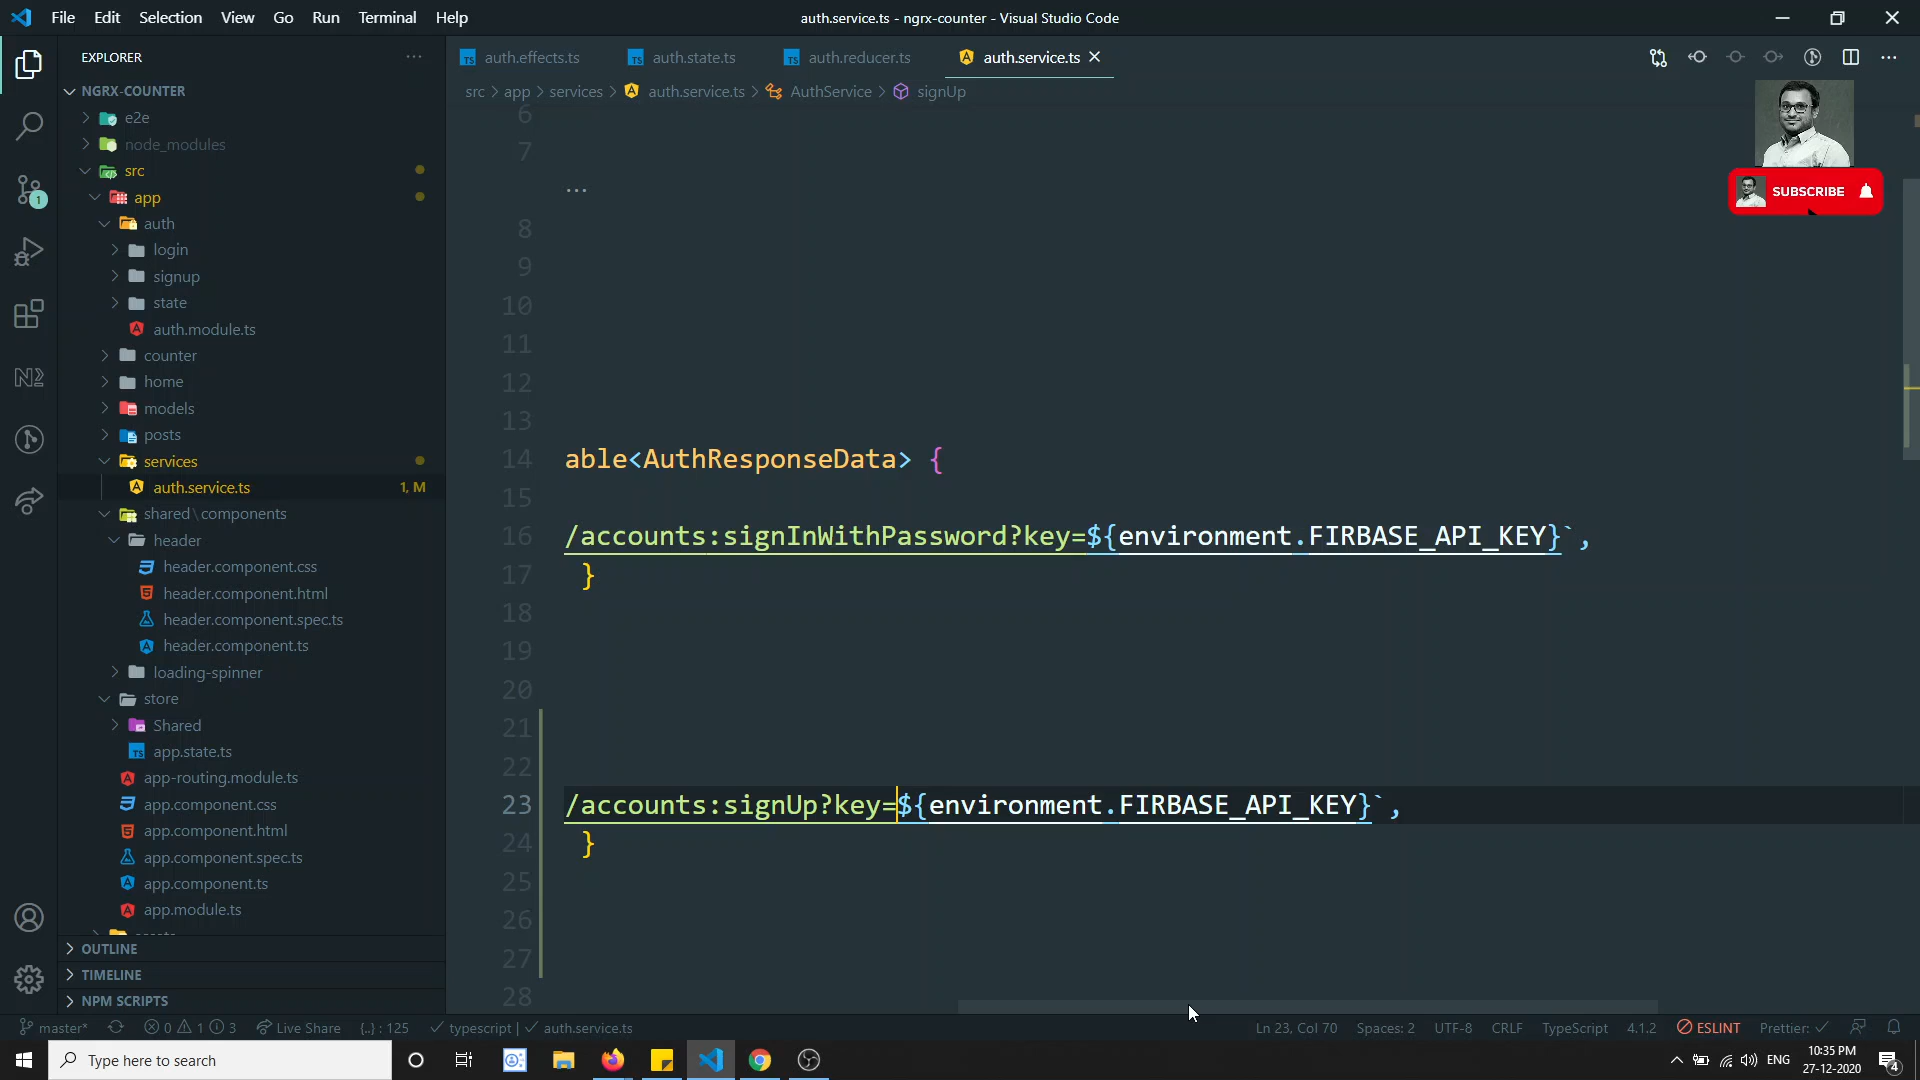 File Edit Selection View Go Run Terminal Help
auth.service.ts - ngrx-counter - Visual Studio Code
EXPLORER
NGRX-COUNTER
e2e
node_modules
src
app
auth
login
signup
state
auth.module.ts
counter
home
models
posts
services
auth.service.ts 1, M
shared \ components
header
header.component.css
header.component.html
header.component.spec.ts
header.component.ts
loading-spinner
store
Shared
app.state.ts
app-routing.module.ts
app.component.css
app.component.html
app.component.spec.ts
app.component.ts
app.module.ts
OUTLINE
TIMELINE
NPM SCRIPTS
auth.effects.ts auth.state.ts auth.reducer.ts auth.service.ts
src > app > services > auth.service.ts > AuthService > signUp
SUBSCRIBE
6
7
...
8
9
10
11
12
13
14 able<AuthResponseData> {
15
16 /accounts:signInWithPassword?key=${environment.FIRBASE_API_KEY}`,
17 }
18
19
20
21
22
23 /accounts:signUp?key=${environment.FIRBASE_API_KEY}`,
24 }
25
26
27
28
master* 0 1 3 Live Share {..} : 125 typescript | auth.service.ts Ln 23, Col 70 Spaces: 2 UTF-8 CRLF TypeScript 4.1.2 ESLINT Prettier: ✓
Type here to search
ENG
10:35 PM
27-12-2020
4